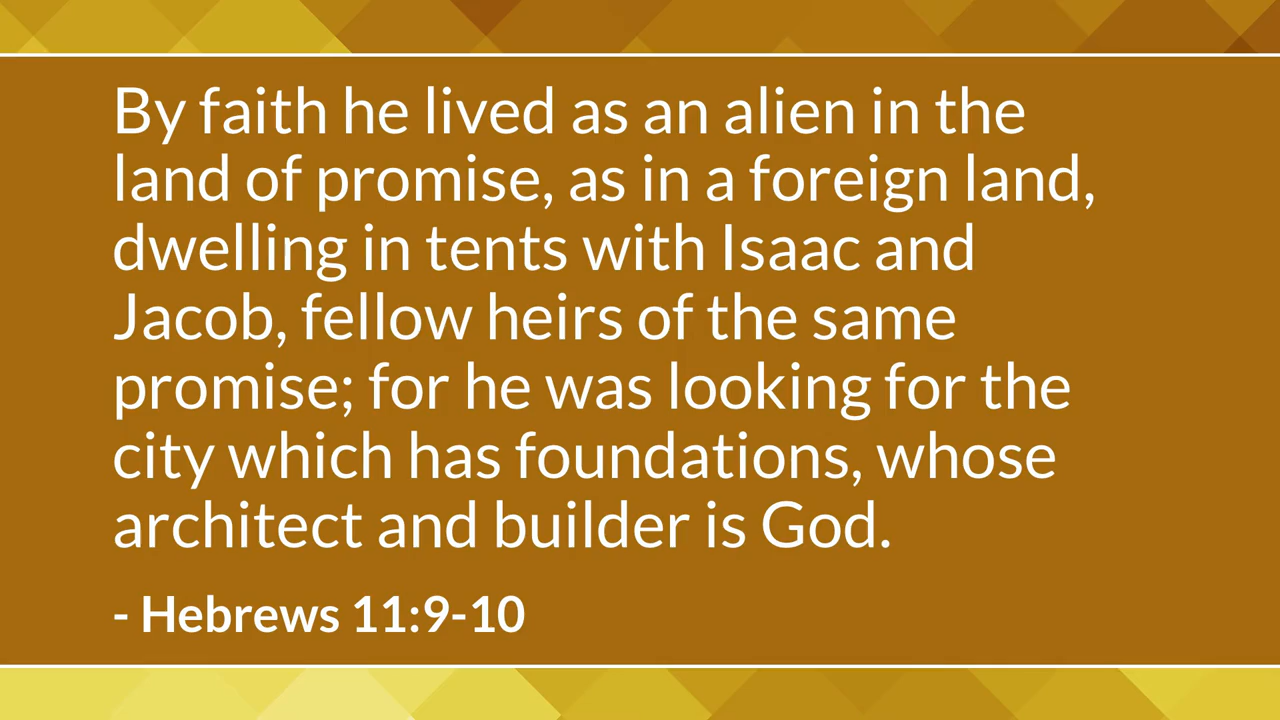 By faith he lived as an alien in the
land of promise, as in a foreign land,
dwelling in tents with Isaac and
Jacob, fellow heirs of the same
promise; for he was looking for the
city which has foundations, whose
architect and builder is God.
- Hebrews 11:9-10